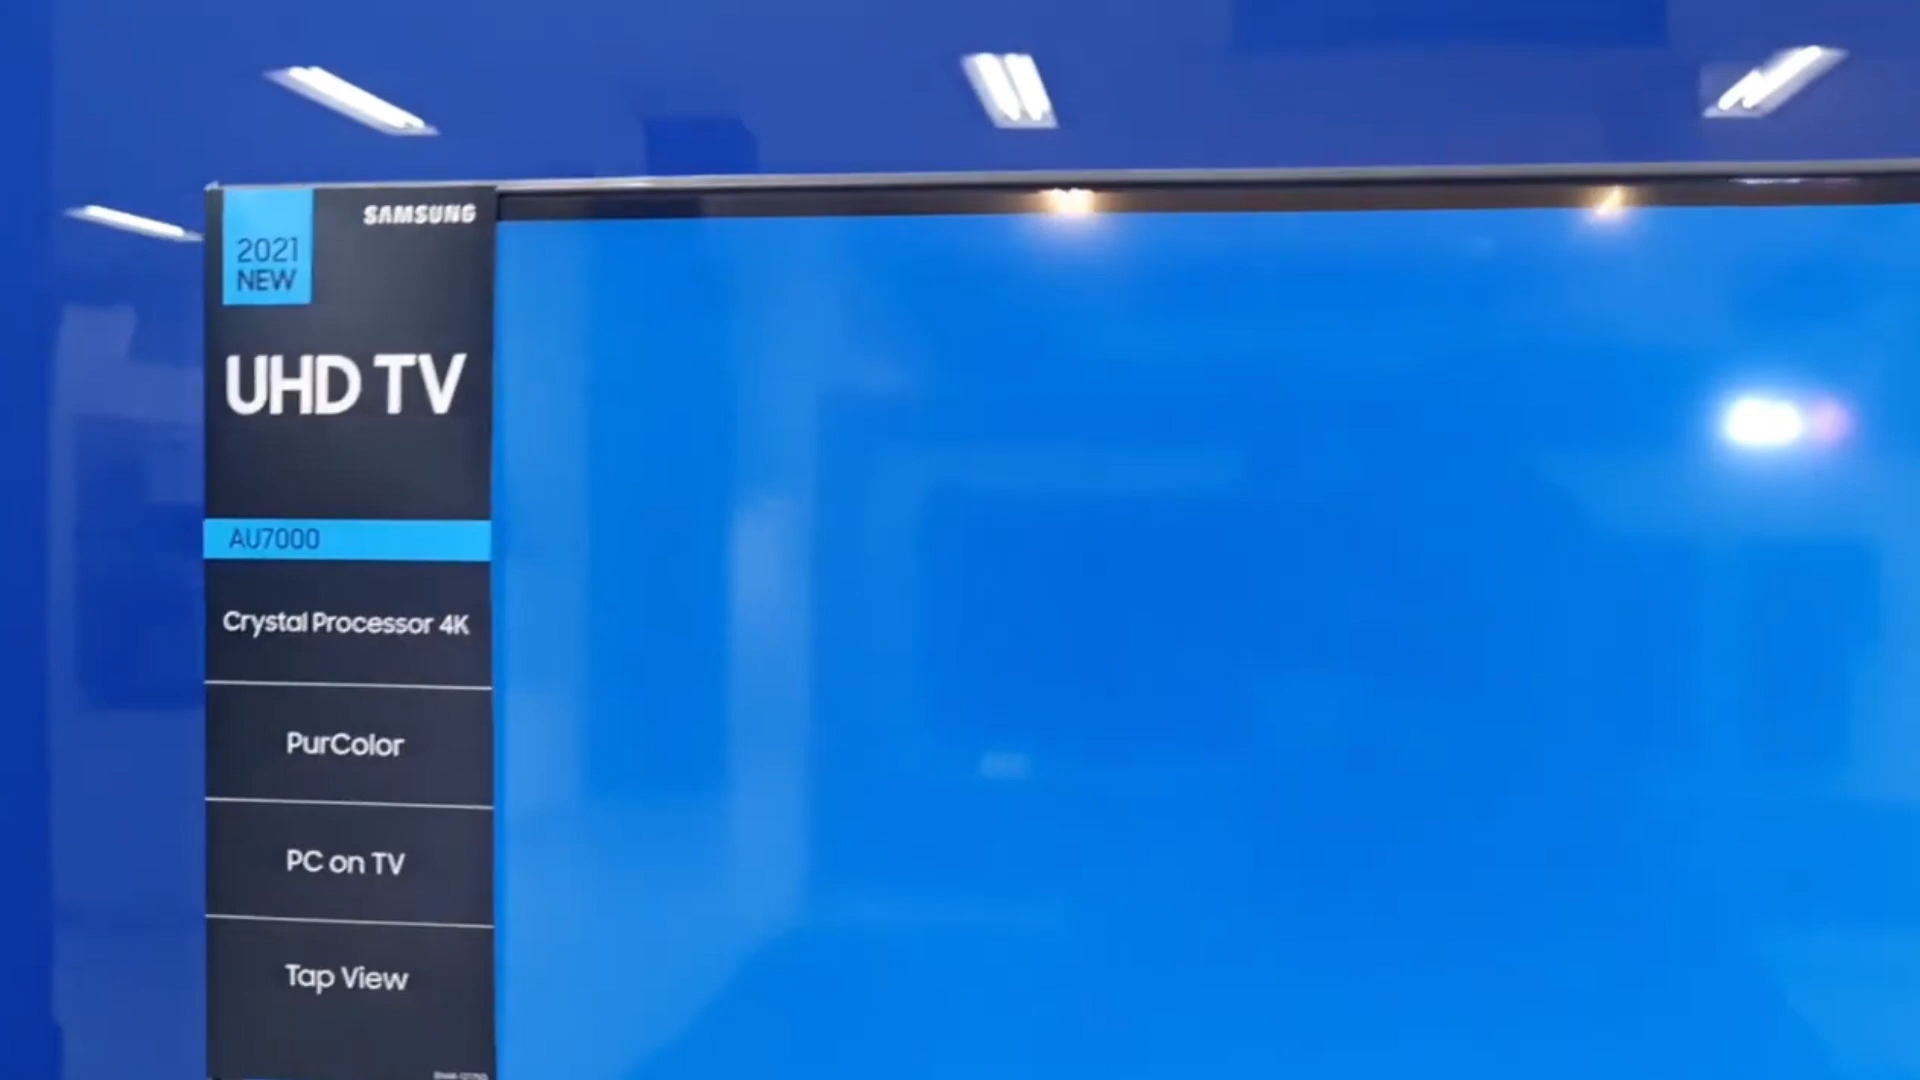 SAMSUNG
2021
NEW
UHD TV
AU7000
Crystal Processor 4K
PurColor
PC on TV
Tap View